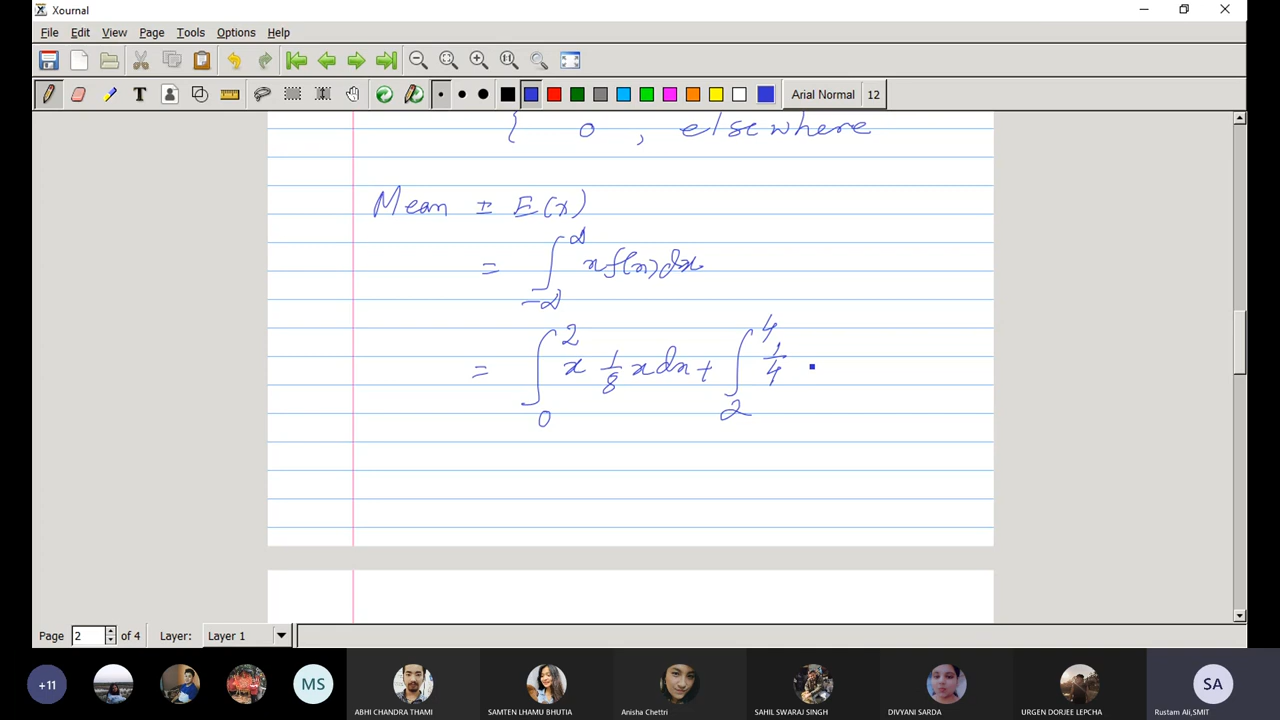 Xournal
File Edit View Page Tools Options Help
T Arial Normal 12
{ 0 , elsewhere
Mean = E(x)
= ∫_{-∞}^{∞} x f(x) dx
= ∫_0^2 x 1/8 x dx + ∫_2^4 1/4
Page 2 of 4 Layer: Layer 1
+11 MS SA
ABHI CHANDRA THAMI SAMTEN LHAMU BHUTIA Anisha Chettri SAHIL SWARAJ SINGH DIVYANI SARDA URGEN DORJEE LEPCHA Rustam Ali,SMIT